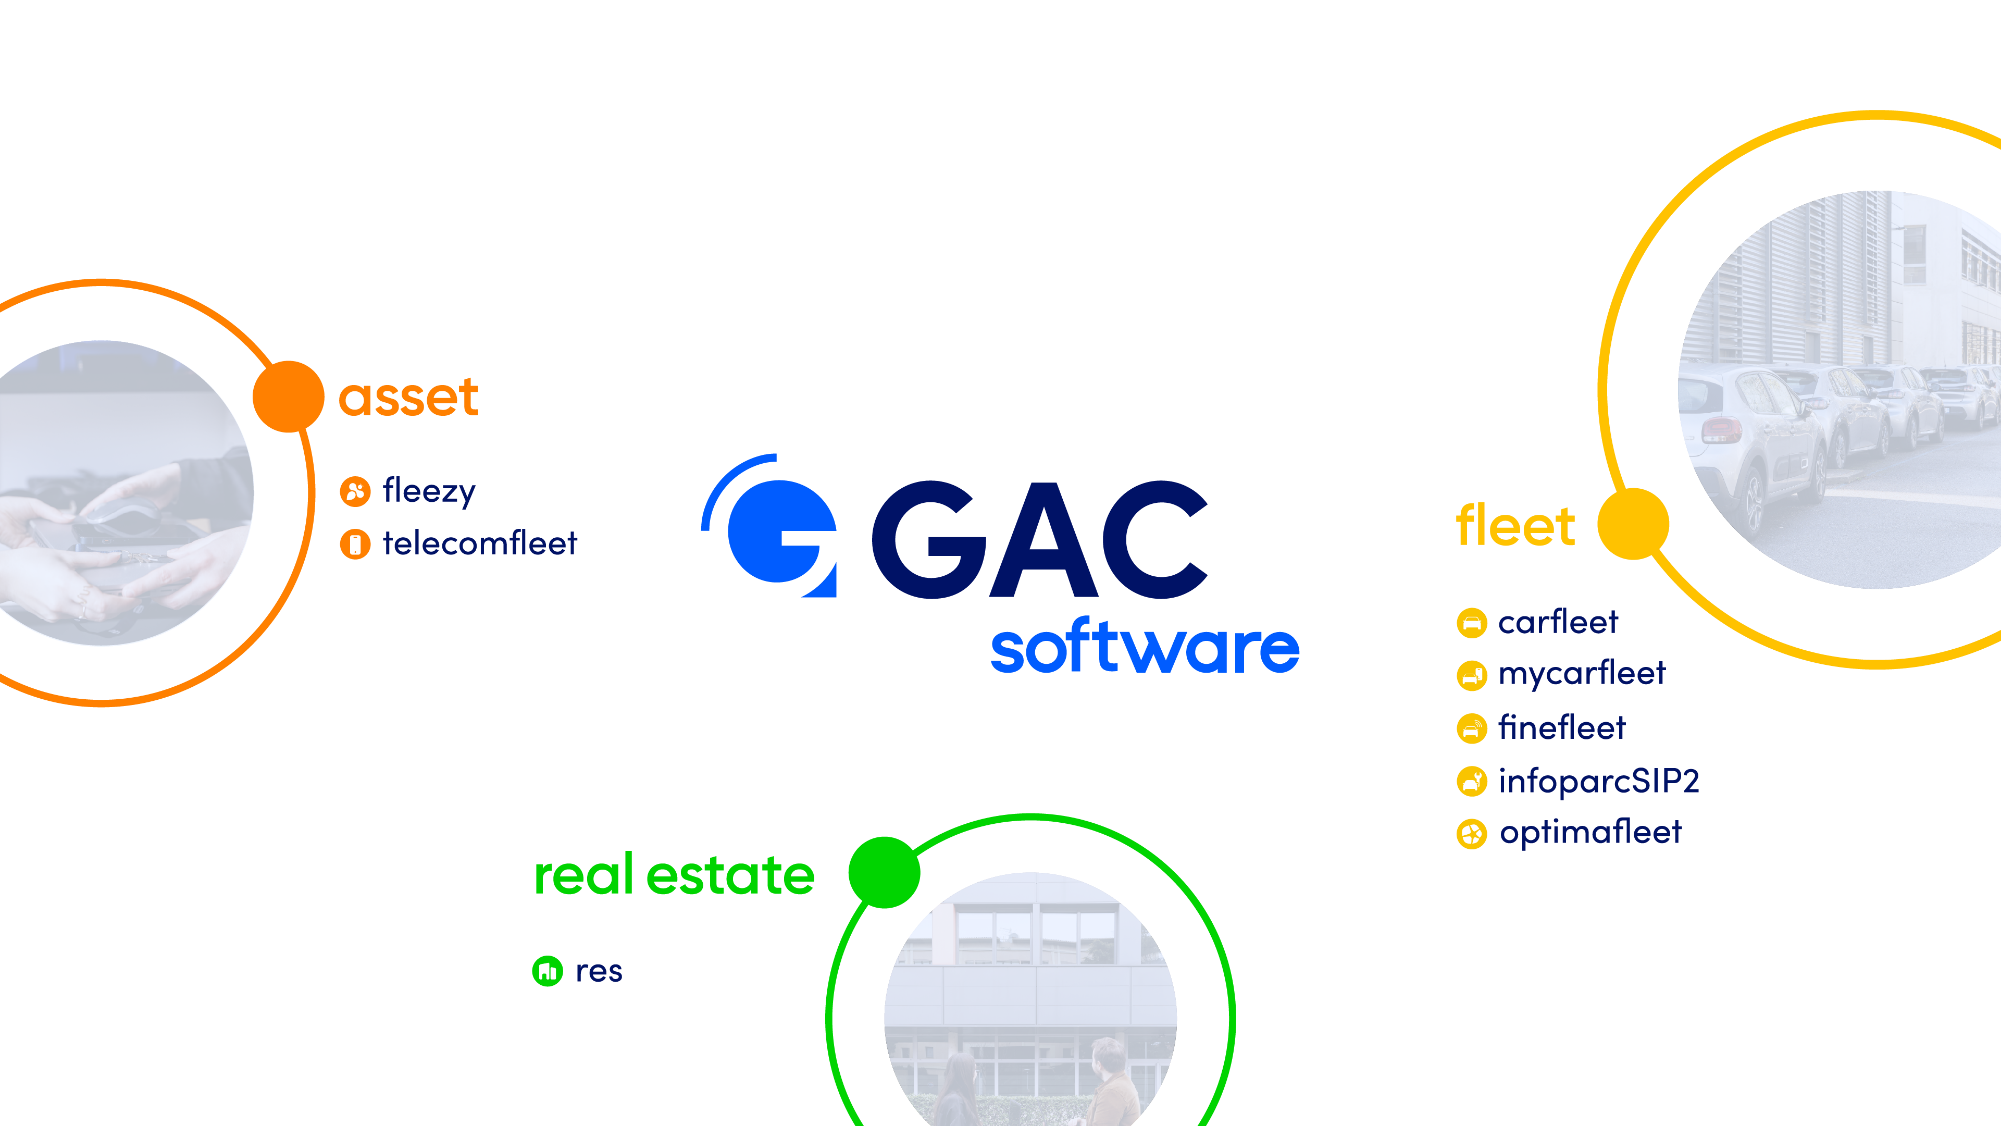 asset
fleezy
telecomfleet
GAC
software
fleet
carfleet
mycarfleet
finefleet
infoparcSIP2
optimafleet
real estate
res